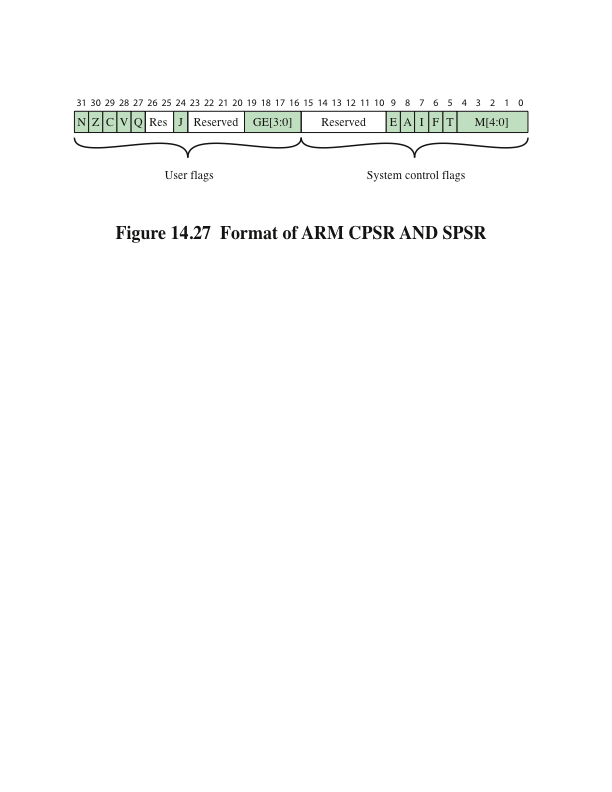 31 30 29 28 27 26 25 24 23 22 21 20 19 18 17 16 15 14 13 12 11 10 9 8 7 6 5 4 3 2 1 0
N Z C V Q Res J Reserved GE[3:0] Reserved E A I F T M[4:0]
User flags System control flags
Figure 14.27 Format of ARM CPSR AND SPSR